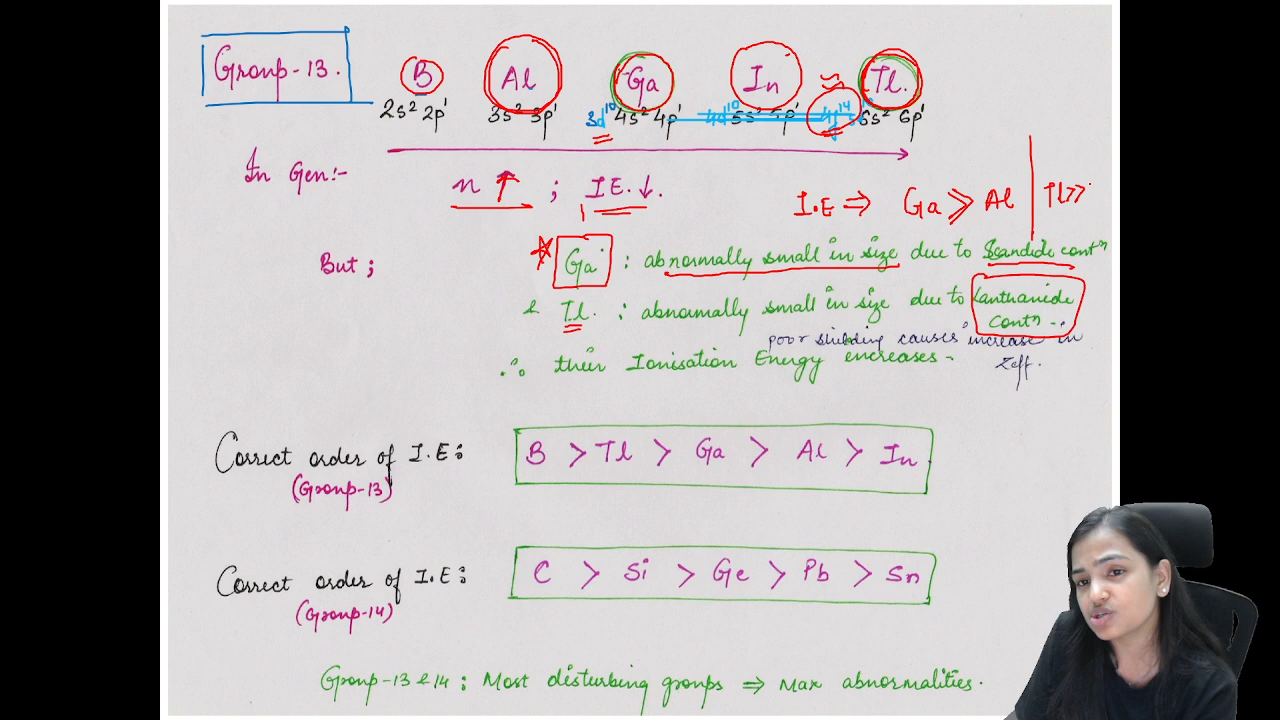 Group-13. B Al Ga In ≈ Tl.
2s² 2p¹ 3s² 3p¹ 3d¹⁰ 4s² 4p¹ 4d¹⁰ 5s² 5p¹ 4f¹⁴ 6s² 6p¹
In Gen:- n ↑ ; I.E. ↓.
I.E ⇒ Ga >> Al | Tl >>
But ; * Ga : abnormally small in size due to Scandide contⁿ
& Tl. : abnormally small in size due to Lanthanide
contⁿ -.
poor shielding causes increase in
Zeff.
∴ their Ionisation Energy encreases -
Correct order of I.E: B > Tl > Ga > Al > In
(Group-13)
Correct order of I.E: C > Si > Ge > Pb > Sn
(Group-14)
Group-13 & 14 : Most disturbing groups ⇒ Max abnormalities.